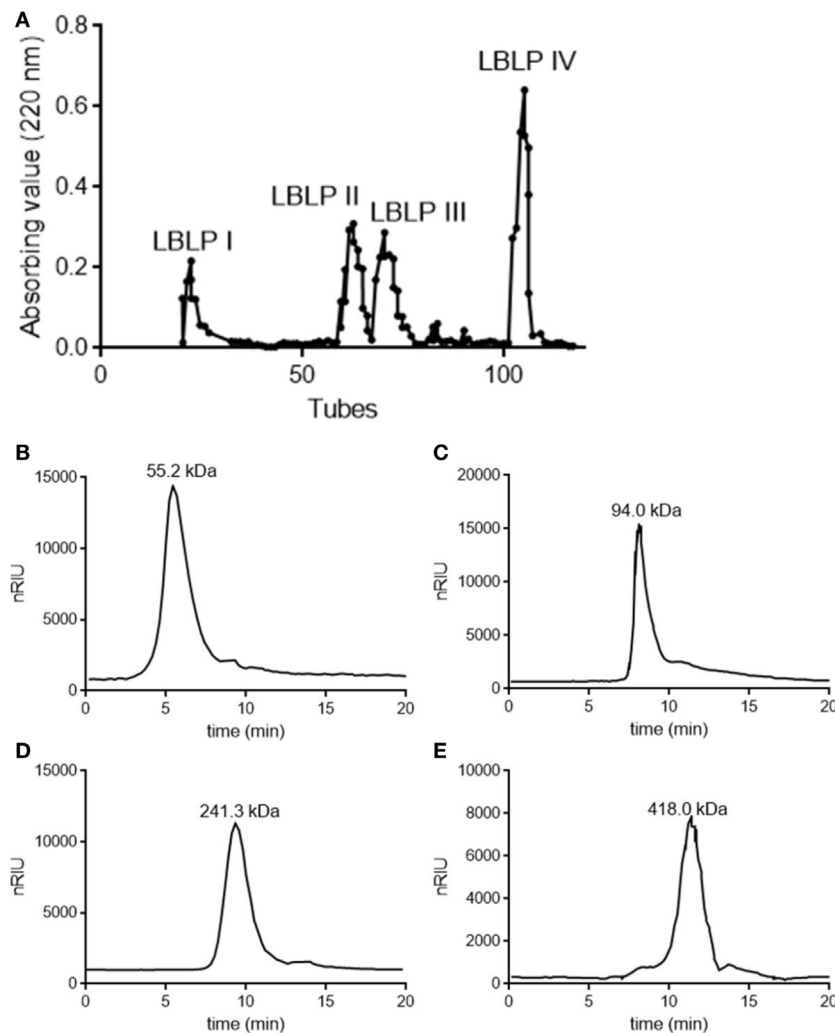 A
Absorbing value (220 nm)
0.8
0.6
0.4
0.2
0.0
LBLP I
LBLP II
LBLP III
LBLP IV
0
50
100
Tubes
B
55.2 kDa
nRIU
15000
10000
5000
0
0
5
10
15
20
time (min)
C
94.0 kDa
nRIU
20000
15000
10000
5000
0
0
5
10
15
20
time (min)
D
241.3 kDa
nRIU
15000
10000
5000
0
0
5
10
15
20
time (min)
E
418.0 kDa
nRIU
10000
8000
6000
4000
2000
0
0
5
10
15
20
time (min)